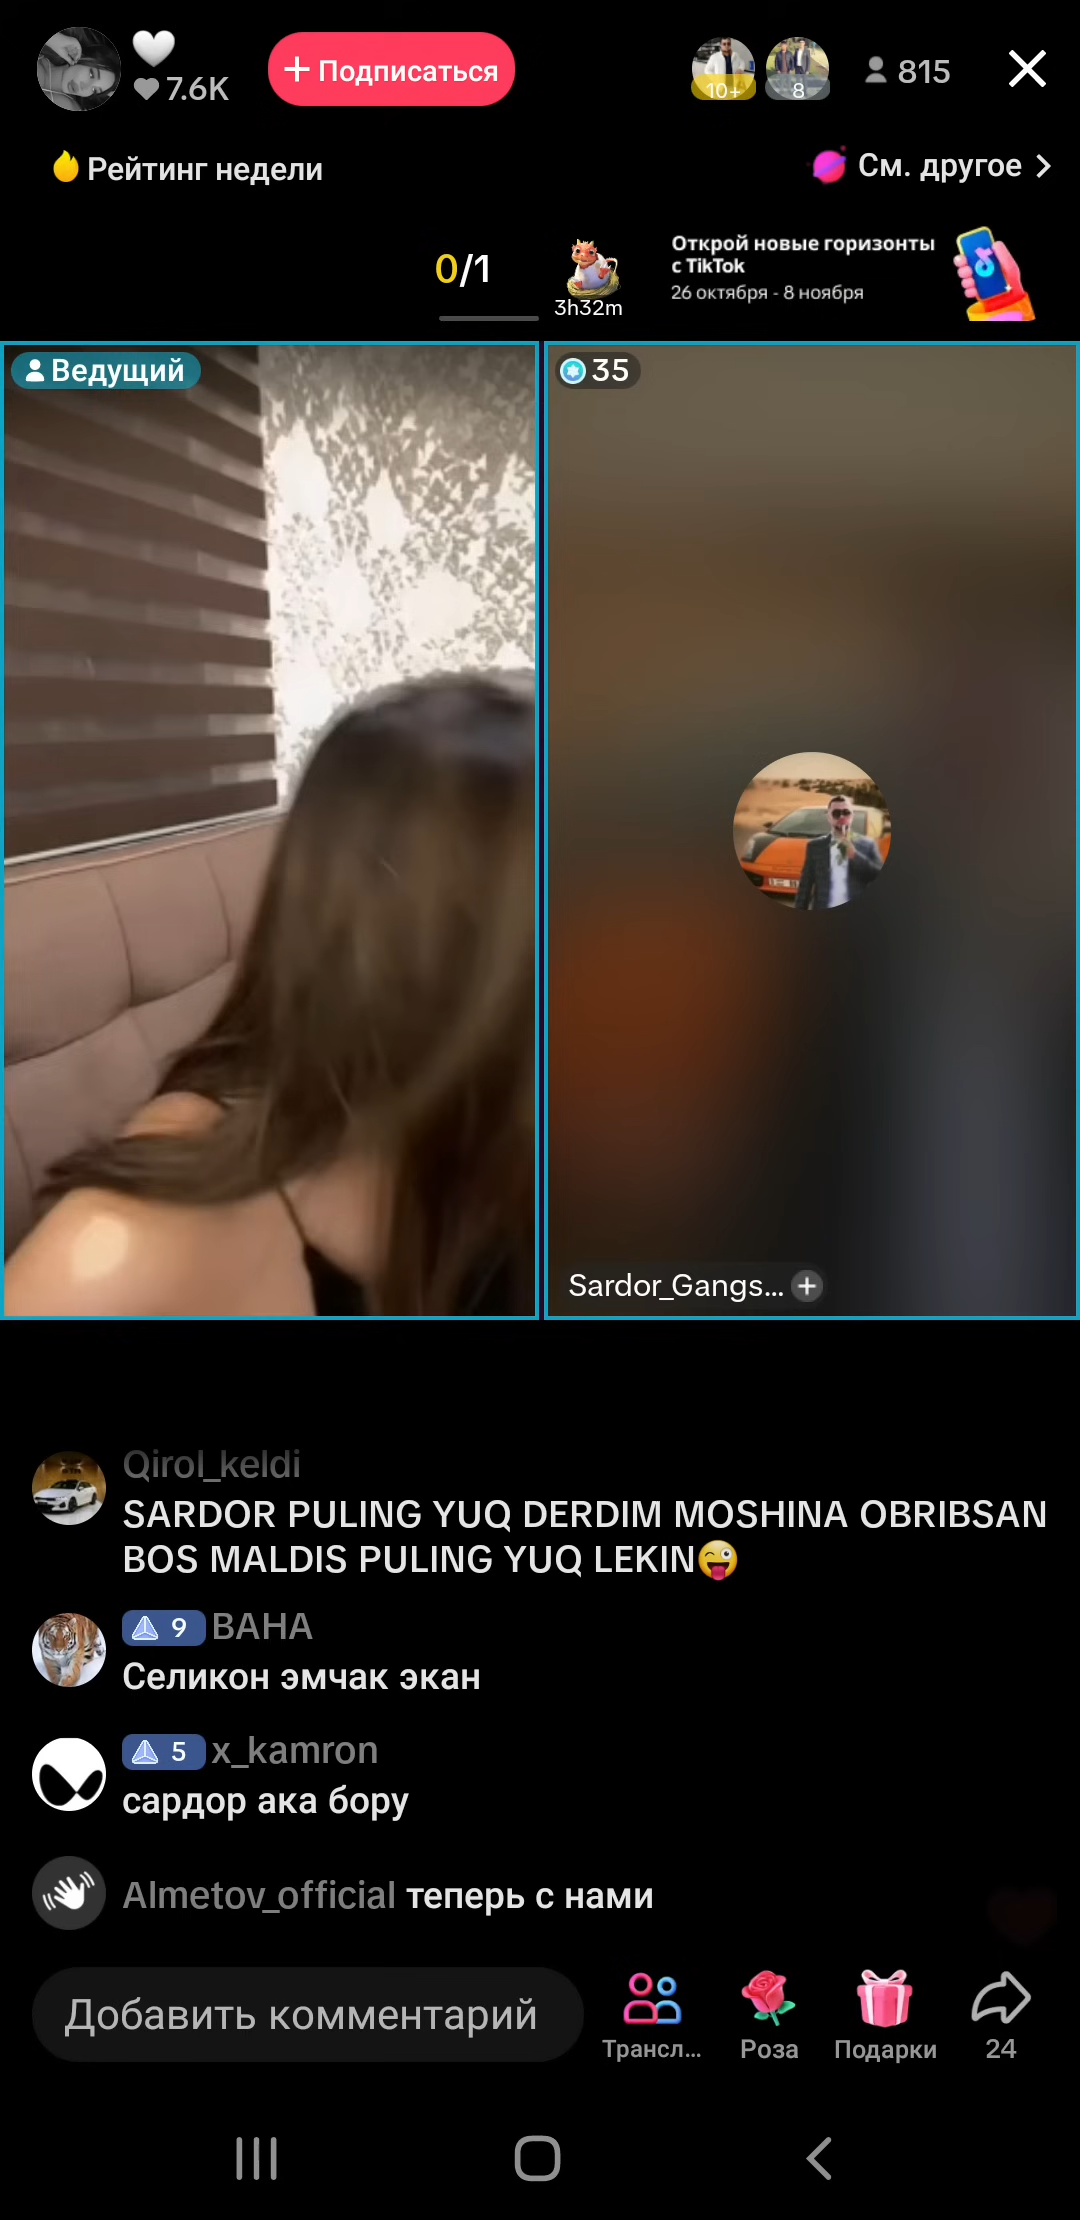 🤍
7.6K
+ Подписаться
10+
8
815
Рейтинг недели
См. другое
0/1
3h32m
Открой новые горизонты
с TikTok
26 октября - 8 ноября
Ведущий
35
Sardor_Gangs...
Qirol_keldi
SARDOR PULING YUQ DERDIM MOSHINA OBRIBSAN
BOS MALDIS PULING YUQ LEKIN😜
9 BAHA
Селикон эмчак экан
5 x_kamron
сардор ака бору
Almetov_official теперь с нами
Добавить комментарий
Трансл...
Роза
Подарки
24